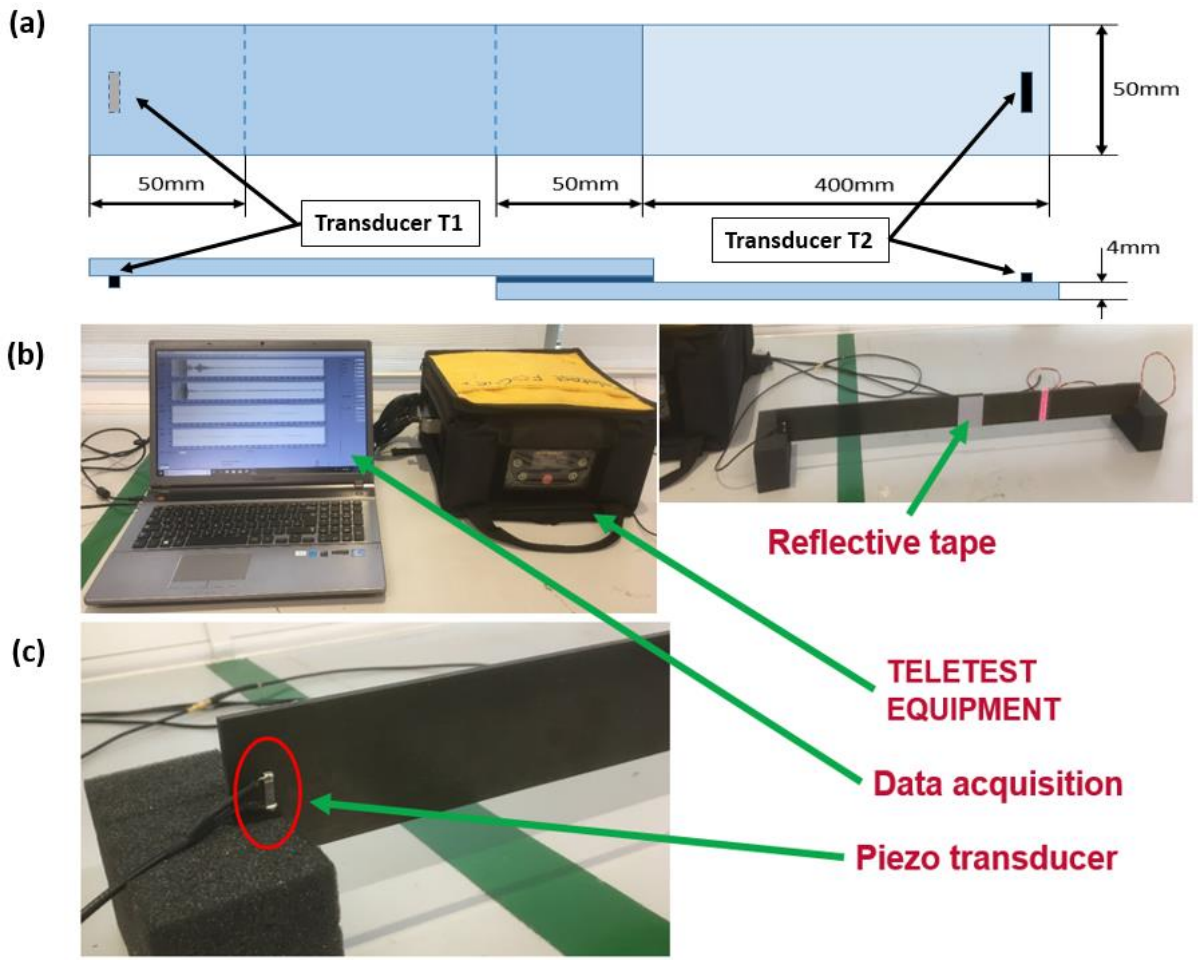 (a)
50mm
50mm
50mm
400mm
Transducer T1
Transducer T2
4mm
(b)
Reflective tape
TELETEST
EQUIPMENT
(c)
Data acquisition
Piezo transducer